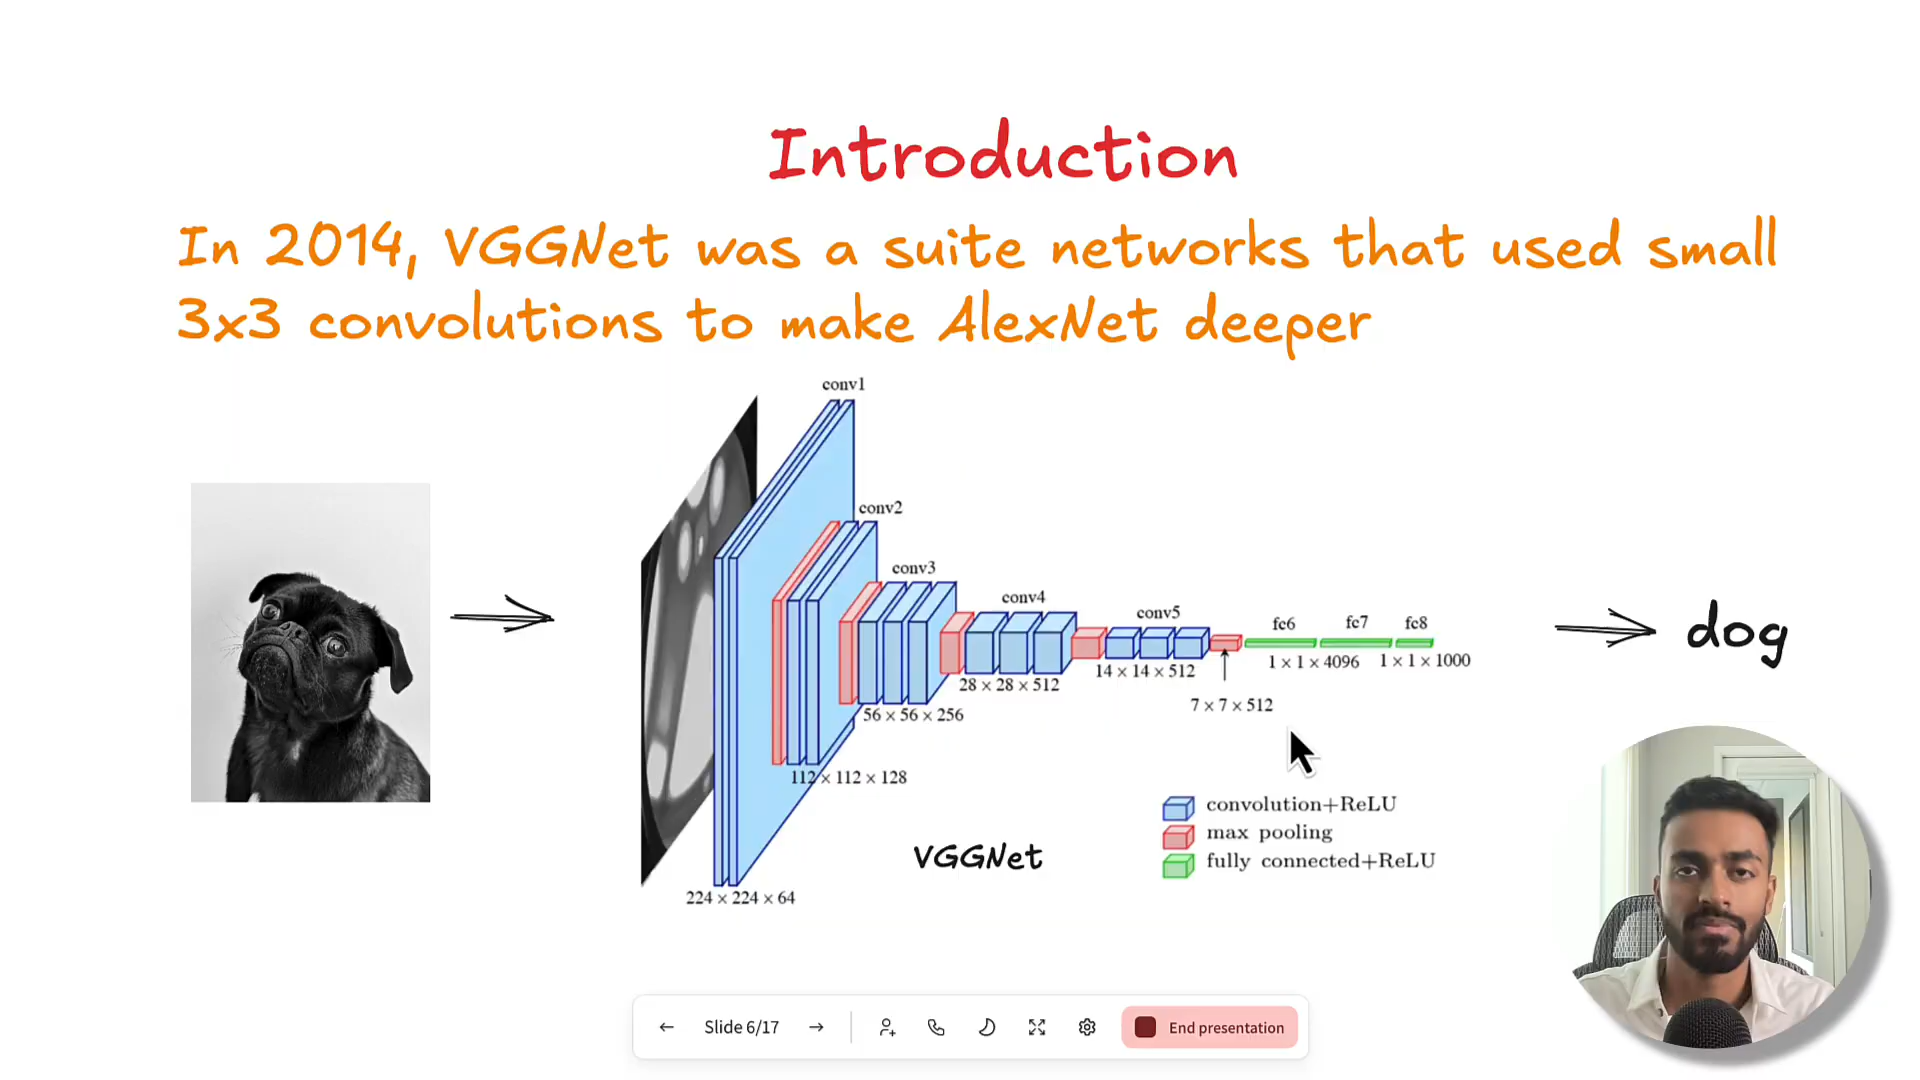 Introduction
In 2014, VGGNet was a suite networks that used small
3x3 convolutions to make AlexNet deeper
conv1
conv2
conv3
conv4
conv5
fc6
fc7
fc8
1 × 1 × 4096
1 × 1 × 1000
14 × 14 × 512
28 × 28 × 512
7 × 7 × 512
56 × 56 × 256
112 × 112 × 128
224 × 224 × 64
dog
convolution+ReLU
max pooling
fully connected+ReLU
VGGNet
Slide 6/17
End presentation